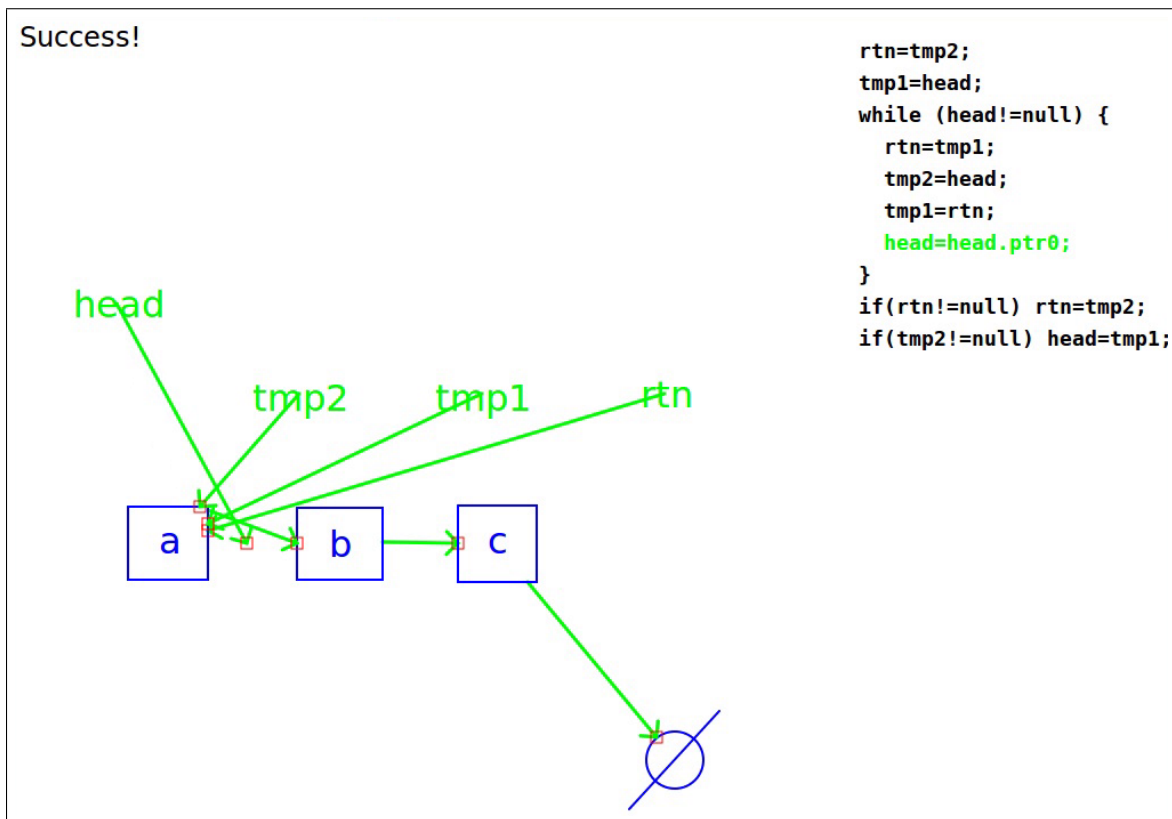 Success!
rtn=tmp2;
tmp1=head;
while (head!=null) {
rtn=tmp1;
tmp2=head;
tmp1=rtn;
head=head.ptr0;
}
if(rtn!=null) rtn=tmp2;
if(tmp2!=null) head=tmp1;
head
tmp2
tmp1
rtn
a
b
c